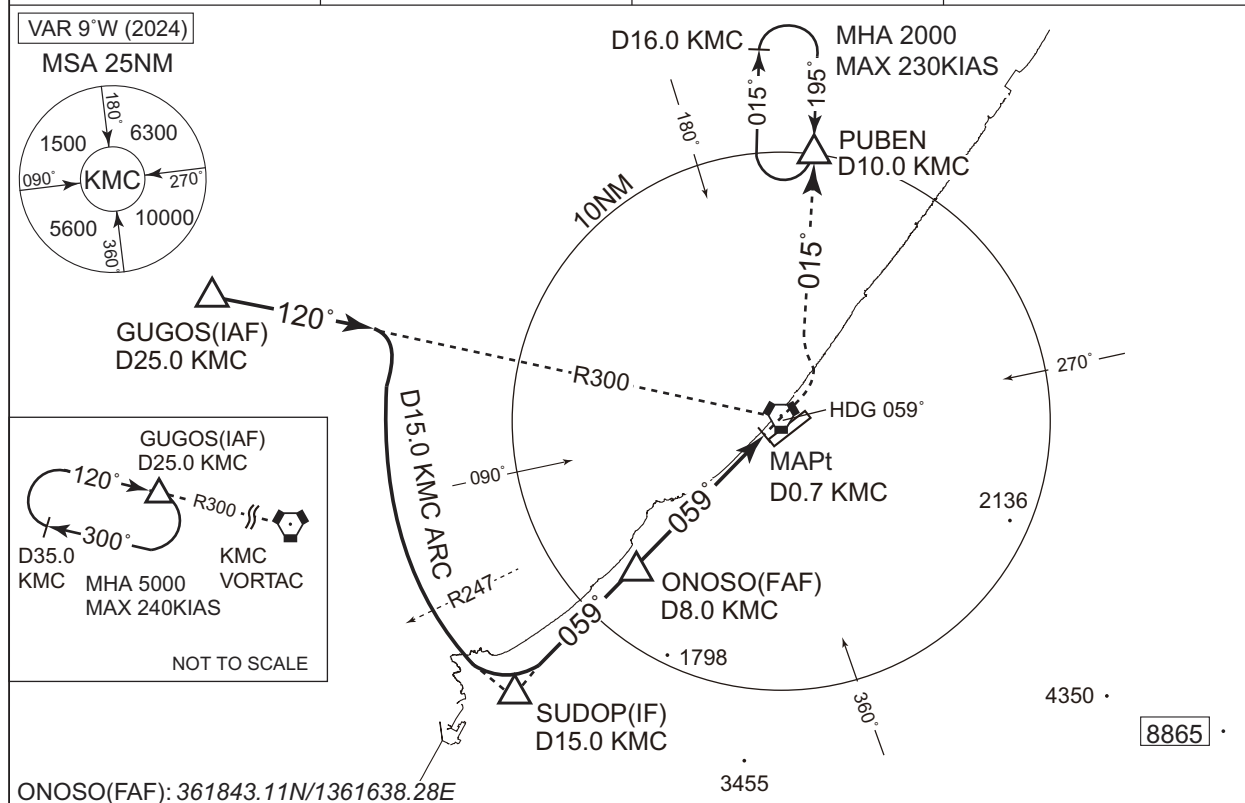 VAR 9°W (2024)
MSA 25NM
180°
1500
6300
090°
KMC
270°
5600
10000
360°
D16.0 KMC
MHA 2000
MAX 230KIAS
015°
195°
180°
PUBEN
D10.0 KMC
10NM
015°
120°
GUGOS(IAF)
D25.0 KMC
R300
270°
HDG 059°
D15.0 KMC ARC
090°
MAPt
D0.7 KMC
2136
059°
R247
ONOSO(FAF)
D8.0 KMC
059°
1798
SUDOP(IF)
D15.0 KMC
360°
4350
8865
3455
GUGOS(IAF)
D25.0 KMC
120°
R300
300°
D35.0
KMC
KMC
VORTAC
MHA 5000
MAX 240KIAS
NOT TO SCALE
ONOSO(FAF): 361843.11N/1361638.28E